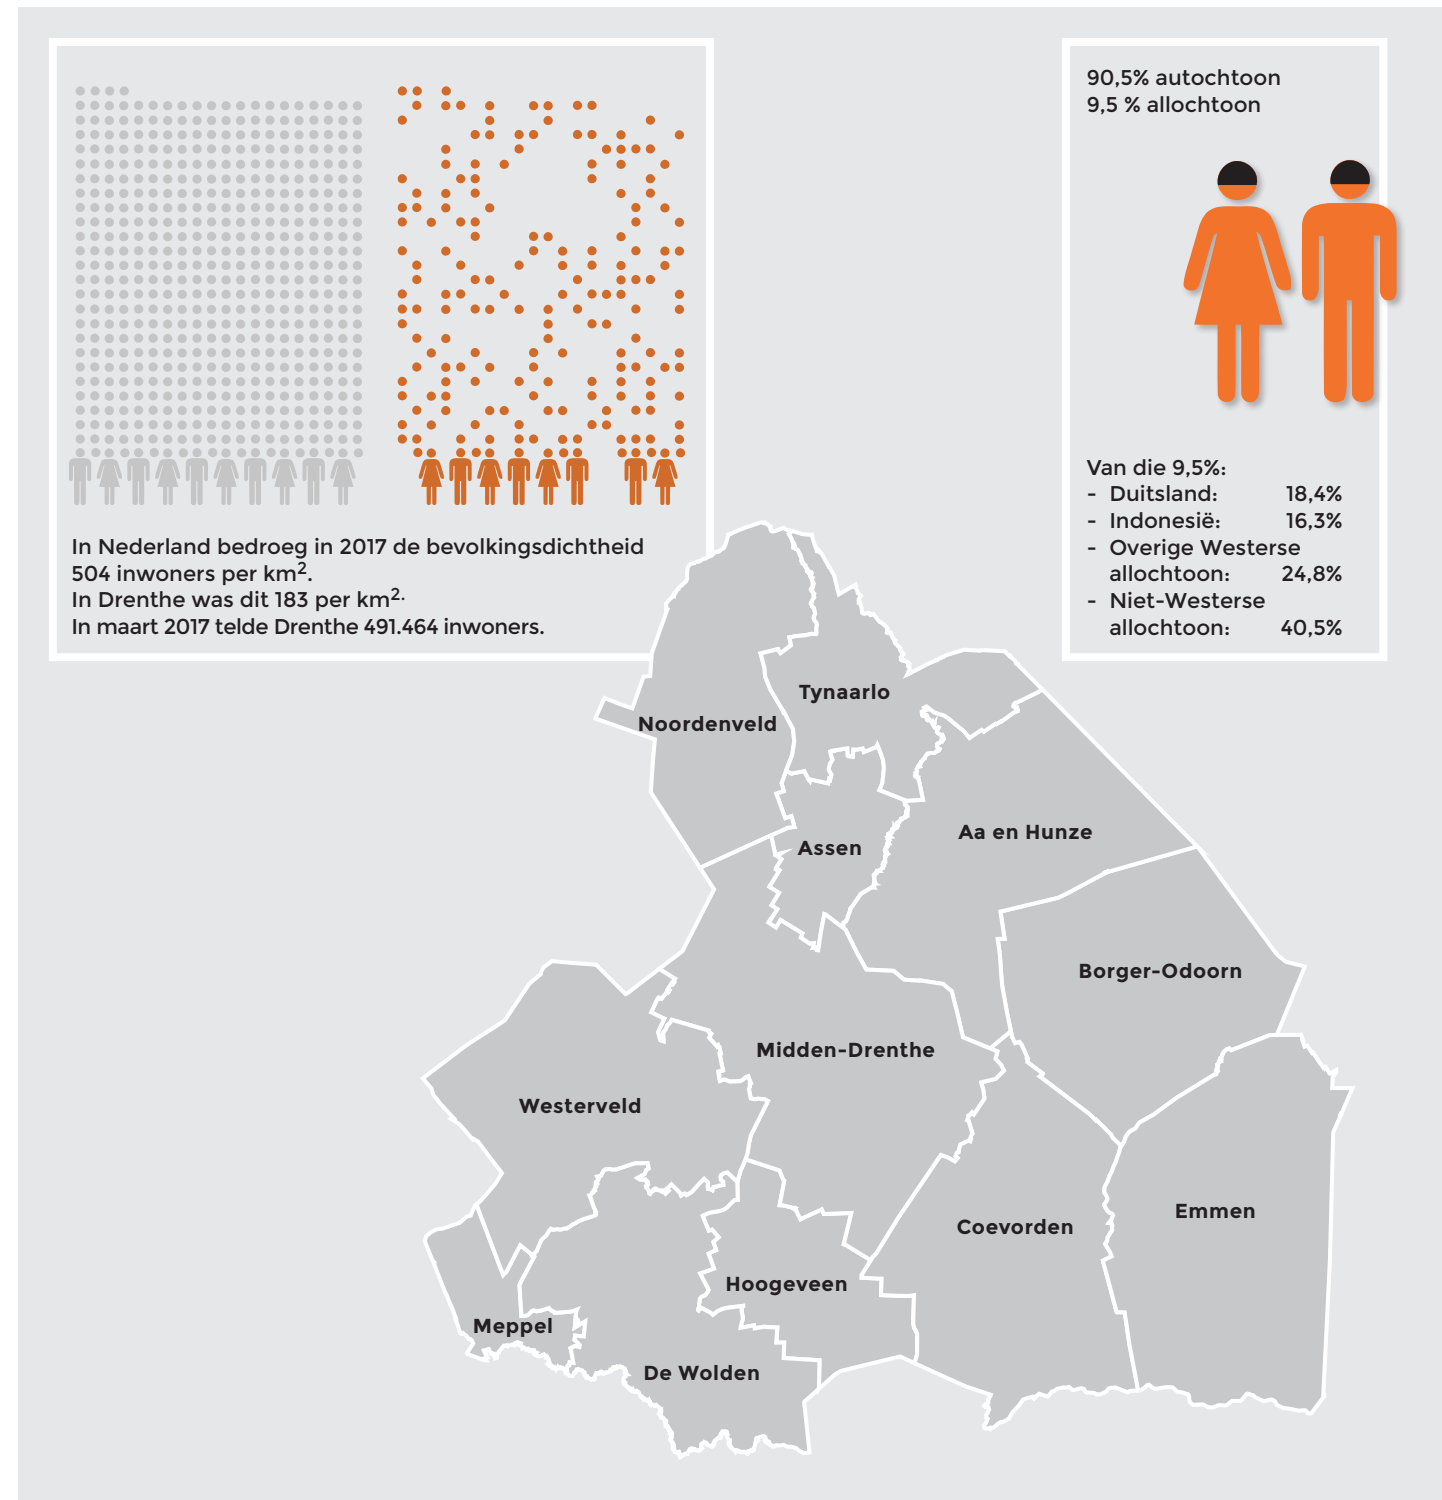 In Nederland bedroeg in 2017 de bevolkingsdichtheid
504 inwoners per km².
In Drenthe was dit 183 per km².
In maart 2017 telde Drenthe 491.464 inwoners.
90,5% autochtoon
9,5 % allochtoon
Van die 9,5%:
- Duitsland: 18,4%
- Indonesië: 16,3%
- Overige Westerse
allochtoon: 24,8%
- Niet-Westerse
allochtoon: 40,5%
Tynaarlo
Noordenveld
Aa en Hunze
Assen
Borger-Odoorn
Midden-Drenthe
Westerveld
Emmen
Coevorden
Hoogeveen
Meppel
De Wolden